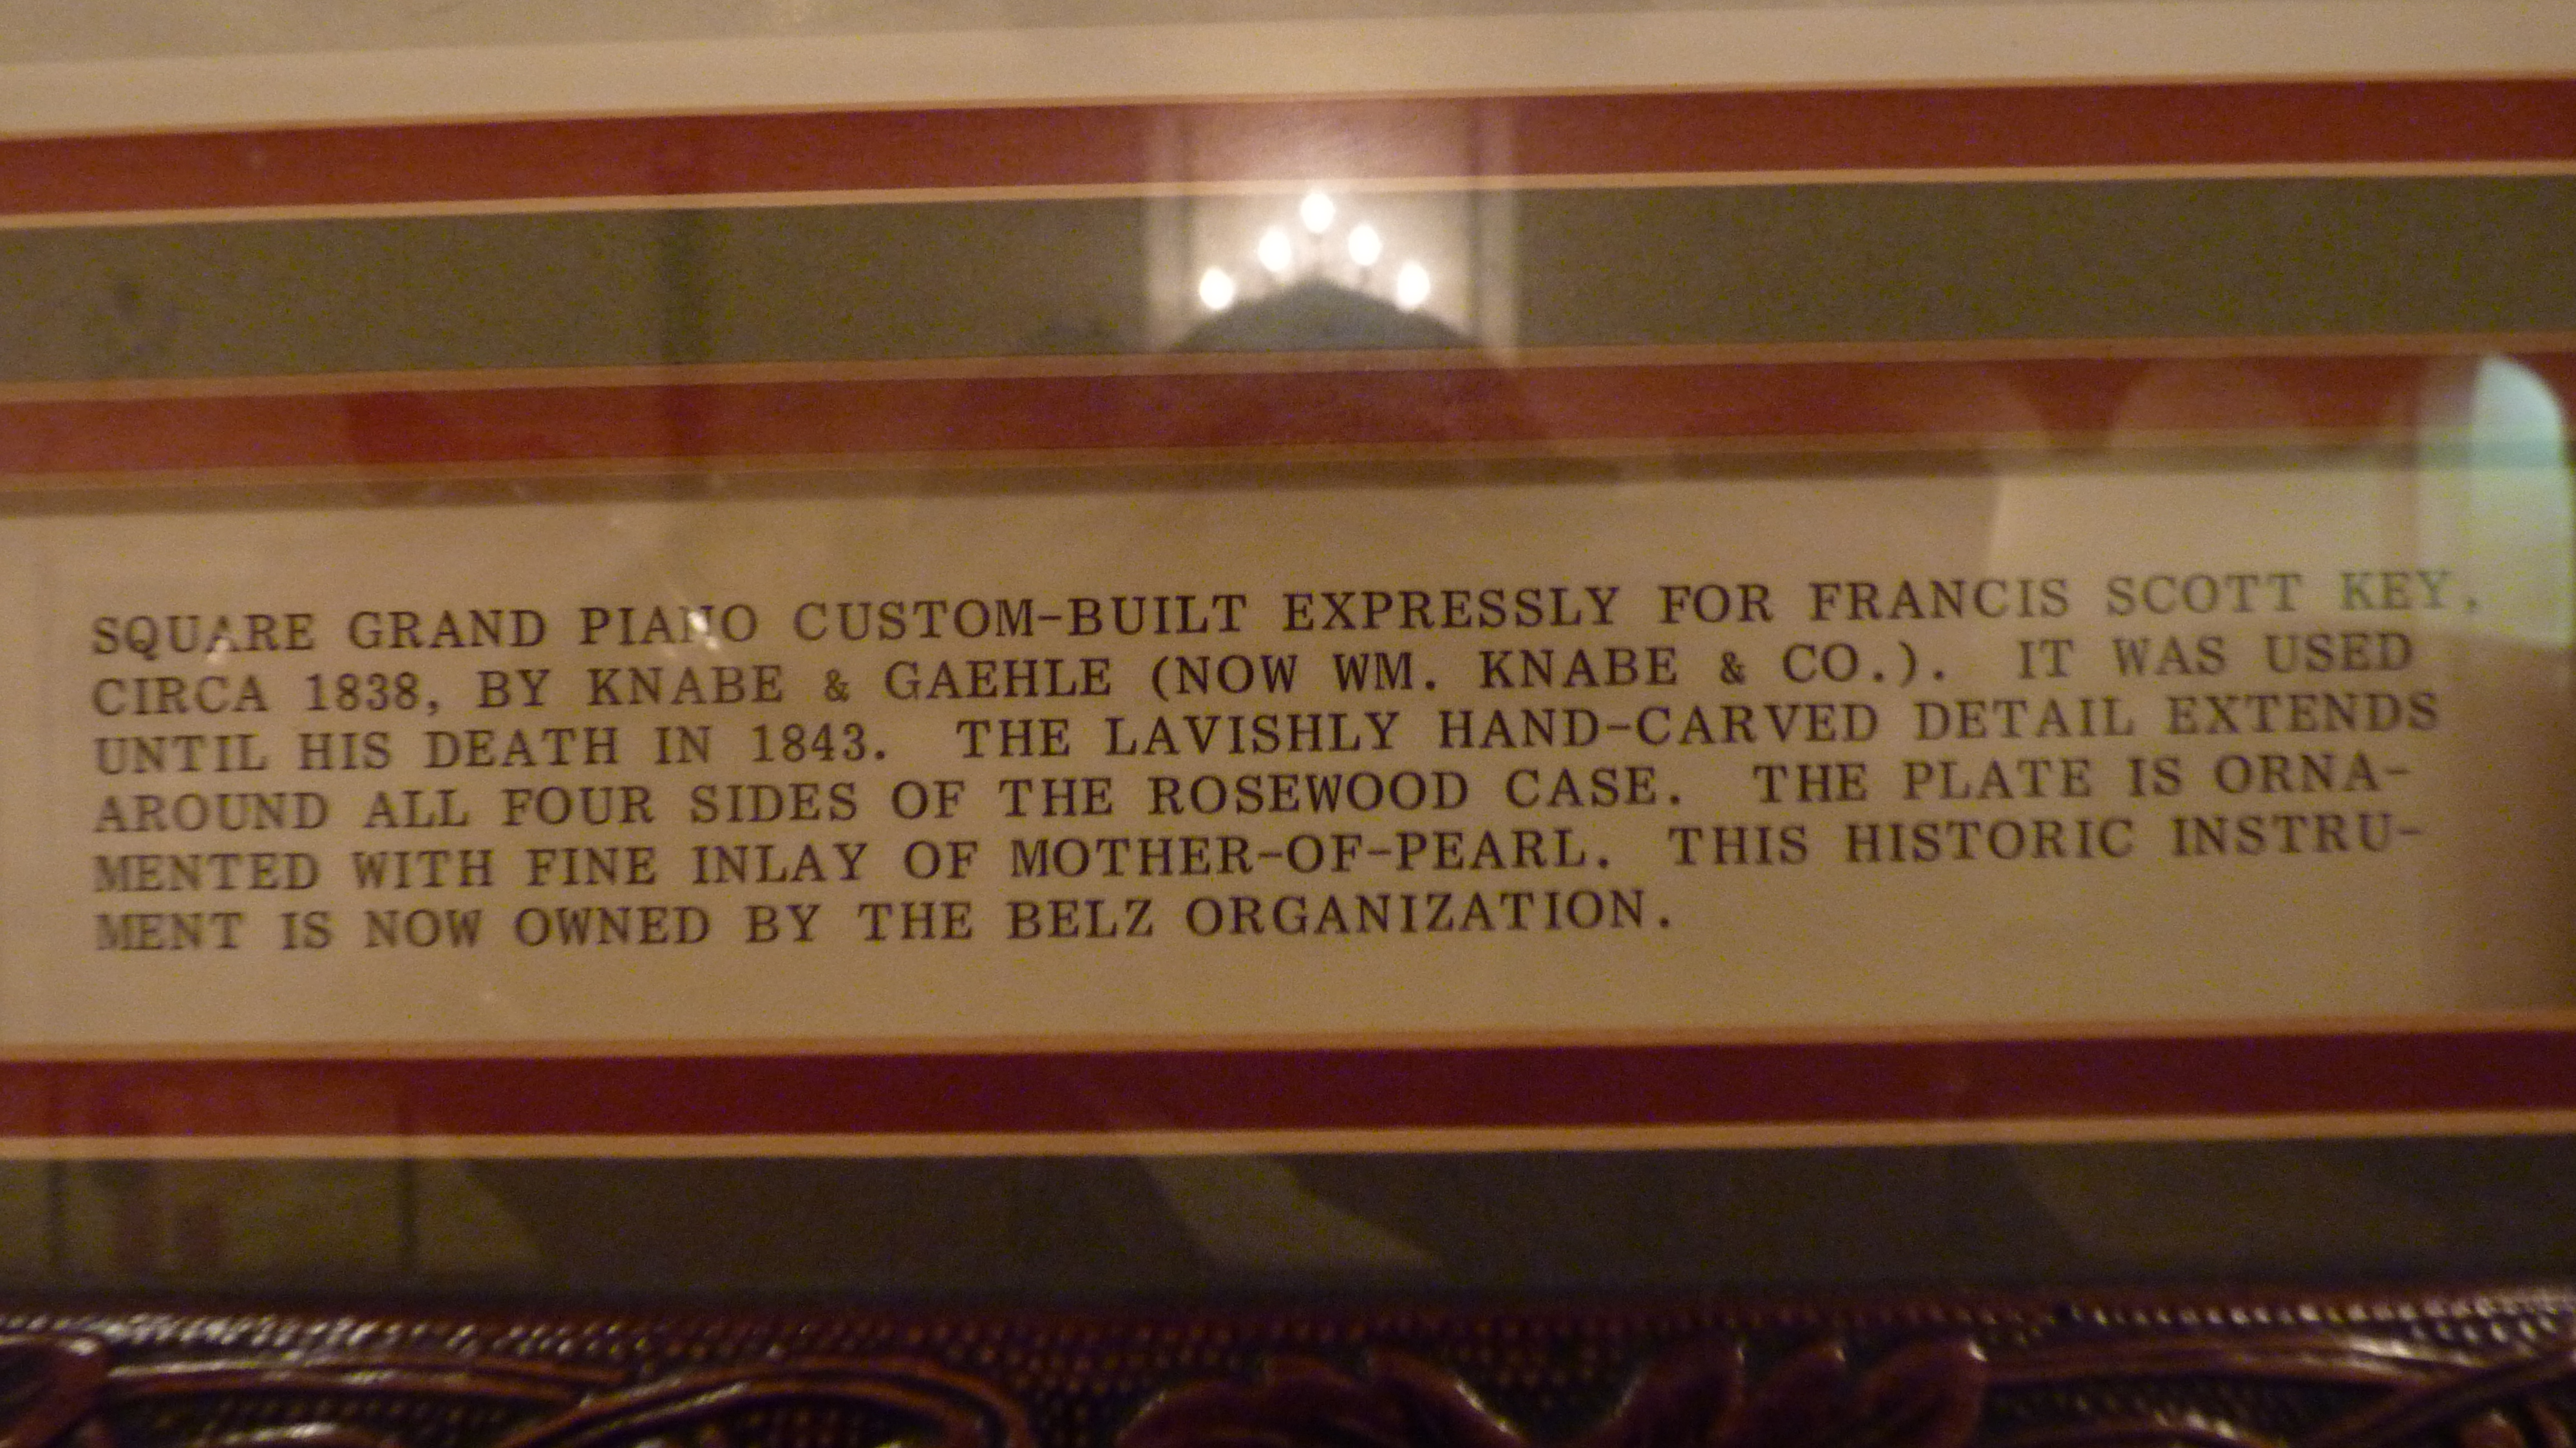 SQUARE GRAND PIANO CUSTOM-BUILT EXPRESSLY FOR FRANCIS SCOTT KEY,
CIRCA 1838, BY KNABE & GAEHLE (NOW WM. KNABE & CO.). IT WAS USED
UNTIL HIS DEATH IN 1843. THE LAVISHLY HAND-CARVED DETAIL EXTENDS
AROUND ALL FOUR SIDES OF THE ROSEWOOD CASE. THE PLATE IS ORNA-
MENTED WITH FINE INLAY OF MOTHER-OF-PEARL. THIS HISTORIC INSTRU-
MENT IS NOW OWNED BY THE BELZ ORGANIZATION.